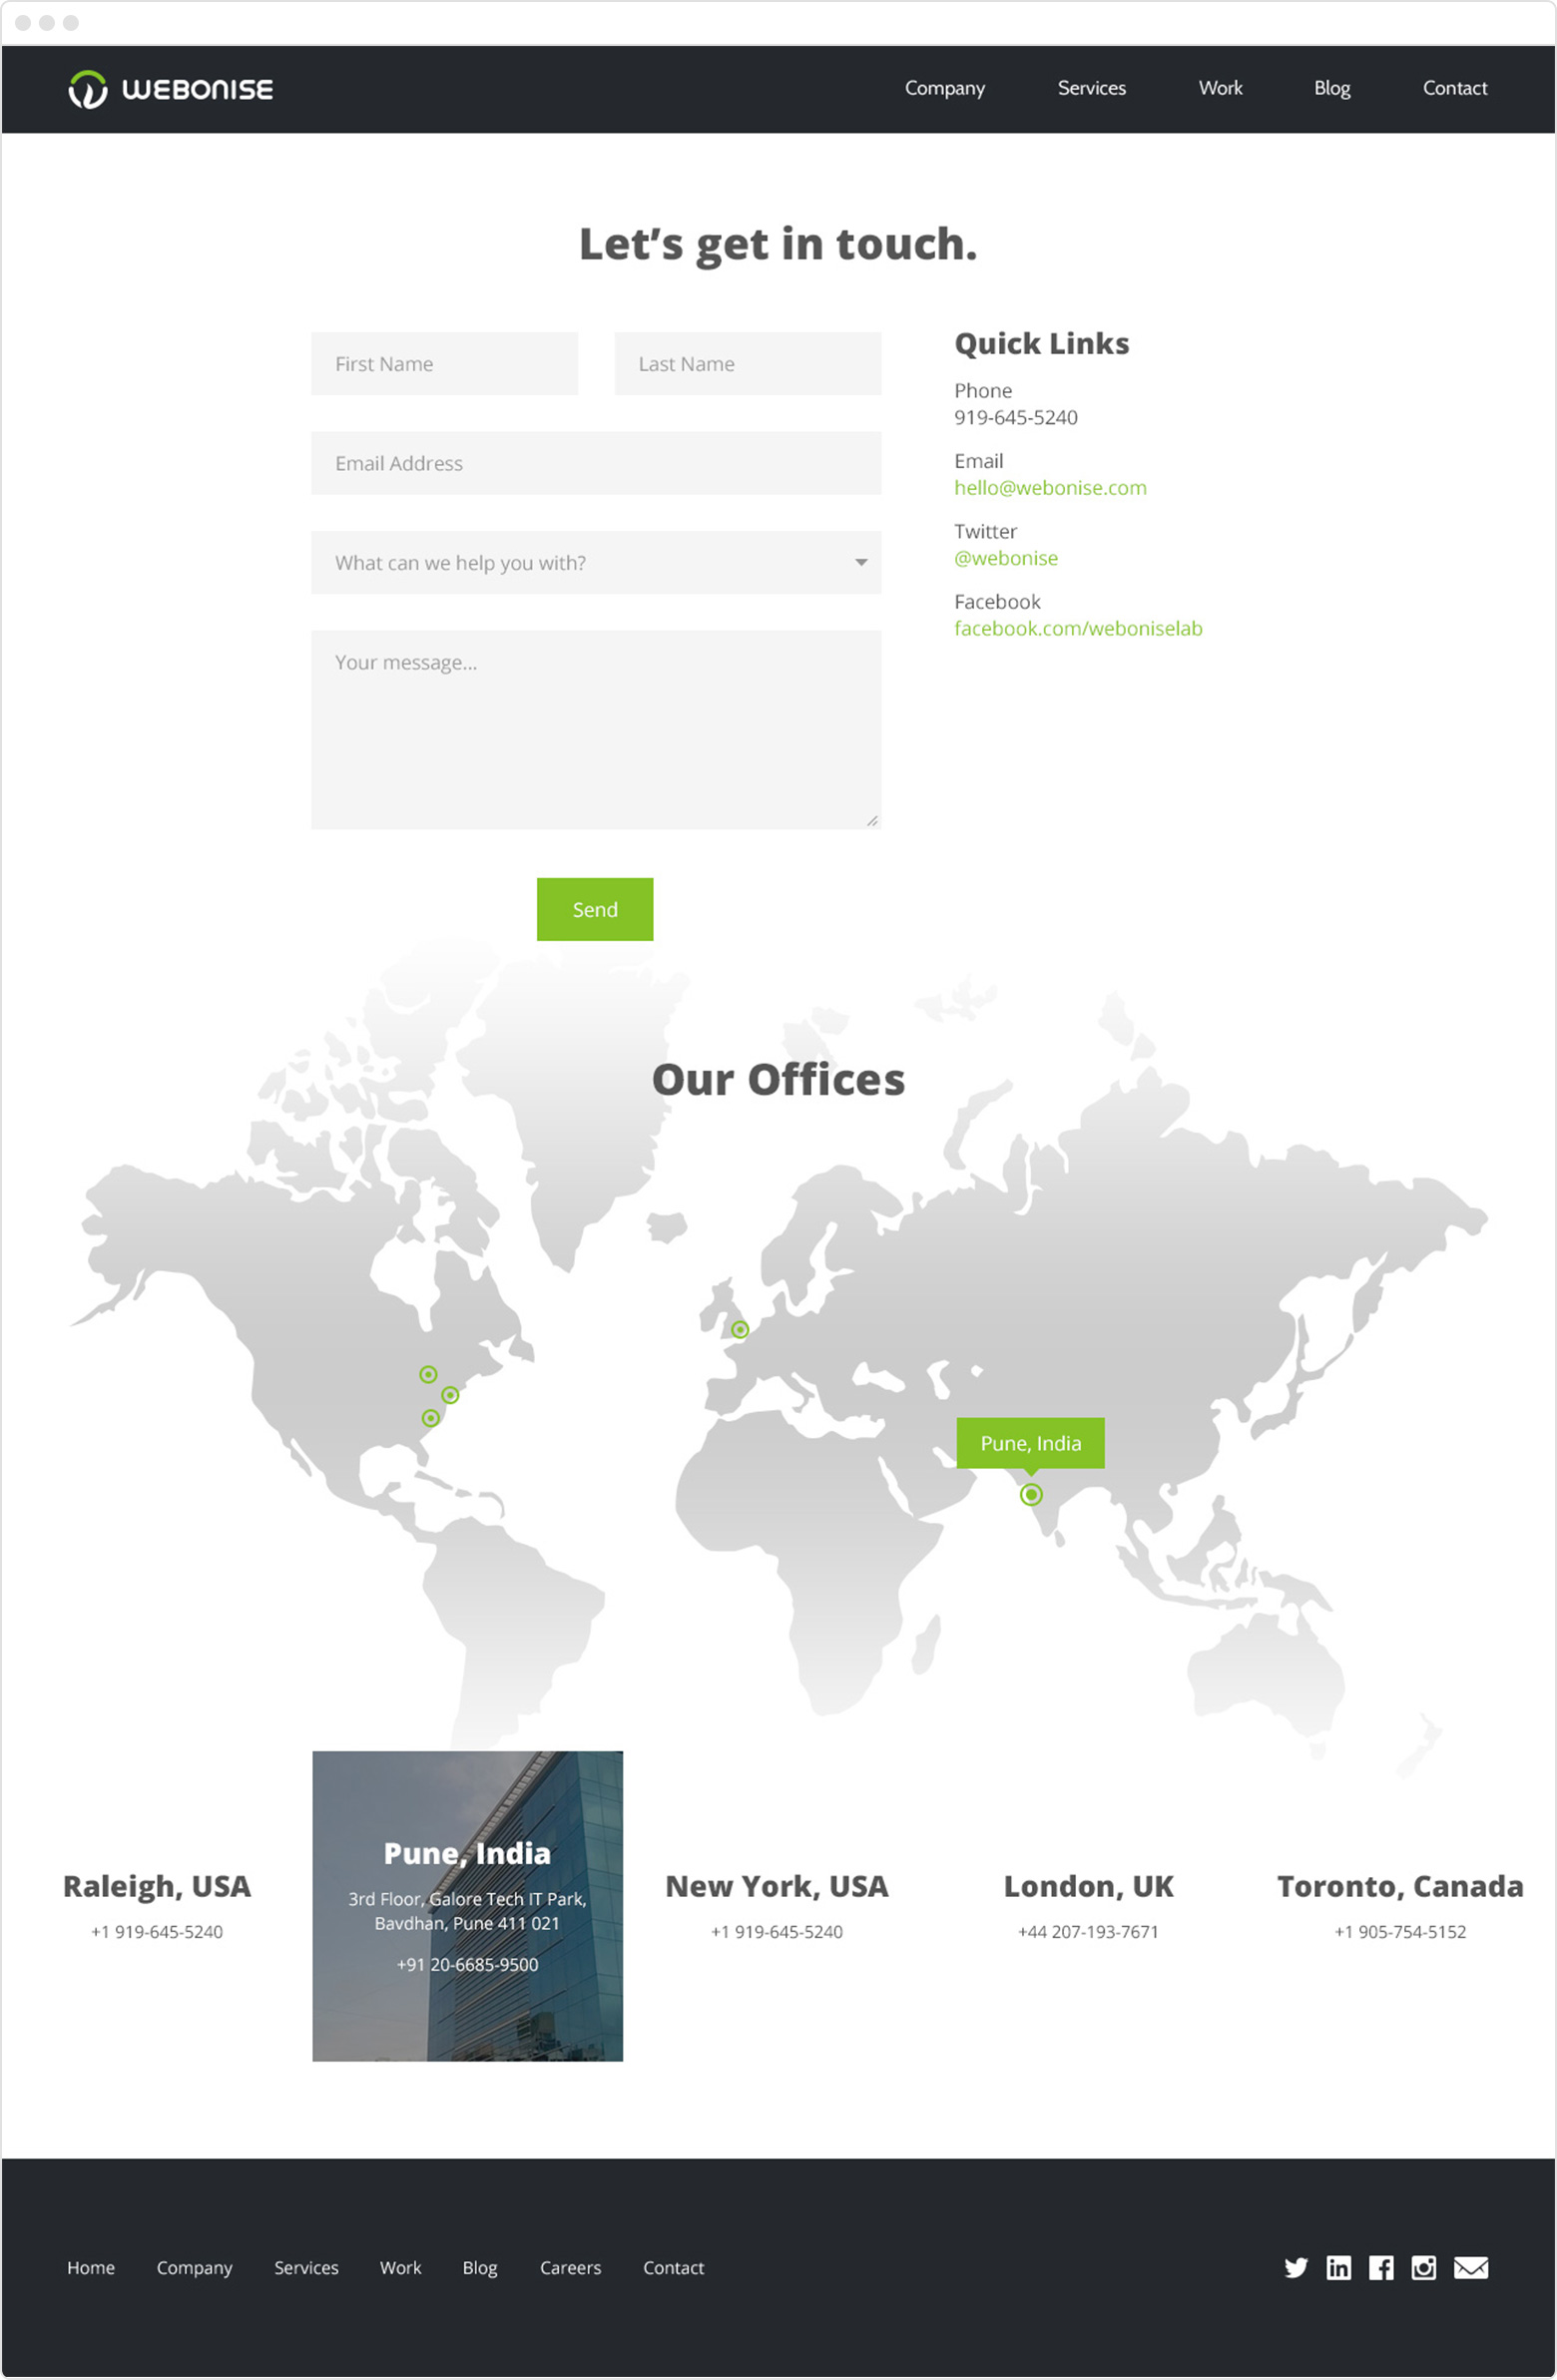 WEBONISE
Company Services Work Blog Contact
Let’s get in touch.
First Name Last Name
Email Address
What can we help you with?
Your message...
Send
Quick Links
Phone
919-645-5240
Email
hello@webonise.com
Twitter
@webonise
Facebook
facebook.com/weboniselab
Our Offices
Pune, India
Raleigh, USA
+1 919-645-5240
Pune, India
3rd Floor, Galore Tech IT Park,
Bavdhan, Pune 411 021
+91 20-6685-9500
New York, USA
+1 919-645-5240
London, UK
+44 207-193-7671
Toronto, Canada
+1 905-754-5152
Home Company Services Work Blog Careers Contact